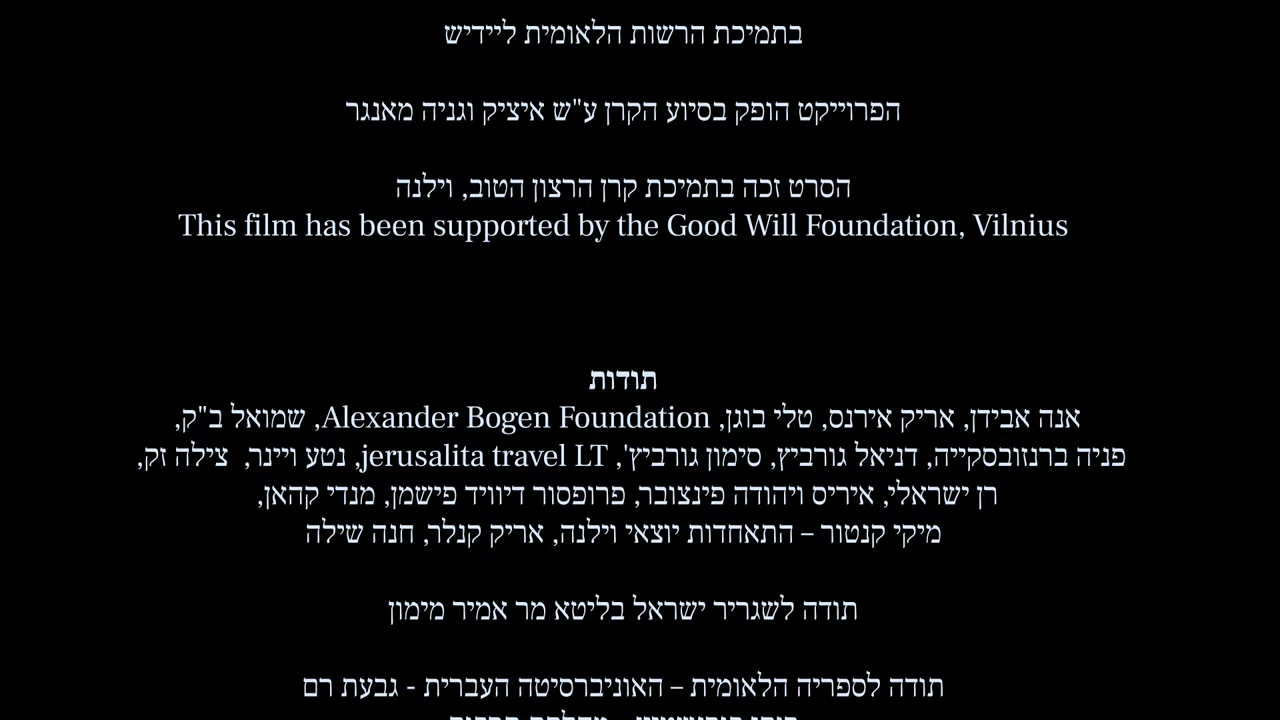 בתמיכת הרשות הלאומית ליידיש
הפרוייקט הופק בסיוע הקרן ע"ש איציק וגניה מאנגר
הסרט זכה בתמיכת קרן הרצון הטוב, וילנה
This film has been supported by the Good Will Foundation, Vilnius
תודות
אנה אבידן, אריק אירנס, טלי בוגן, Alexander Bogen Foundation, שמואל ב"ק,
פניה ברנזובסקייה, דניאל גורביץ, סימון גורביץ', jerusalita travel LT, נטע ויינר, צילה זק,
רן ישראלי, איריס ויהודה פינצובר, פרופסור דיוויד פישמן, מנדי קהאן,
מיקי קנטור – התאחדות יוצאי וילנה, אריק קנלר, חנה שילה
תודה לשגריר ישראל בליטא מר אמיר מימון
תודה לספריה הלאומית – האוניברסיטה העברית - גבעת רם